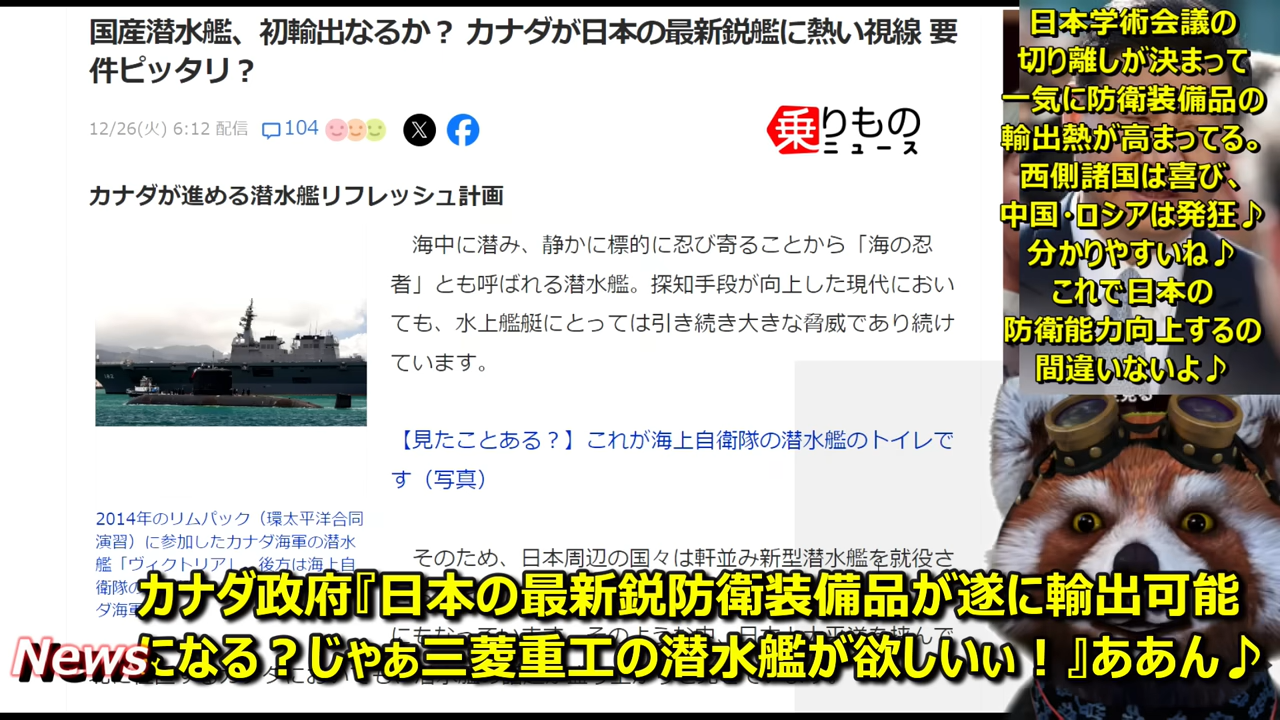 国産潜水艦、初輸出なるか？ カナダが日本の最新鋭艦に熱い視線 要
件ピッタリ？
12/26(火) 6:12 配信
104
乗りもの
ニュース
カナダが進める潜水艦リフレッシュ計画
海中に潜み、静かに標的に忍び寄ることから「海の忍
者」とも呼ばれる潜水艦。探知手段が向上した現代におい
ても、水上艦艇にとっては引き続き大きな脅威であり続け
ています。
【見たことある？】これが海上自衛隊の潜水艦のトイレで
す（写真）
2014年のリムパック（環太平洋合同
演習）に参加したカナダ海軍の潜水
艦「ヴィクトリア」。後方は海上自
衛隊の
ダ海軍
そのため、日本周辺の国々は軒並み新型潜水艦を就役さ
日本学術会議の
切り離しが決まって
一気に防衛装備品の
輸出熱が高まってる。
西側諸国は喜び、
中国・ロシアは発狂♪
分かりやすいね♪
これで日本の
防衛能力向上するの
間違いないよ♪
カナダ政府『日本の最新鋭防衛装備品が遂に輸出可能
になる？じゃぁ三菱重工の潜水艦が欲しいぃ！』ああん♪
News